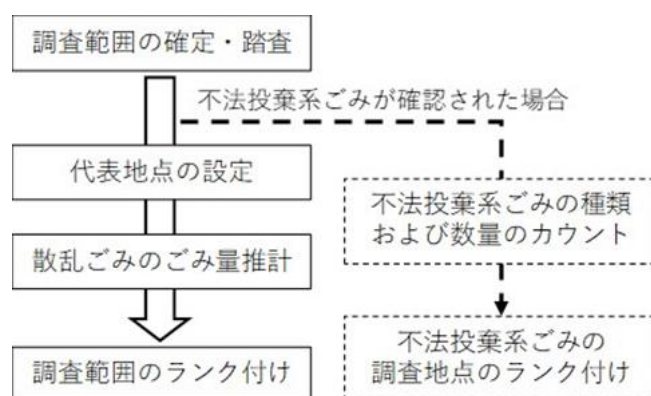 調査範囲の確定・踏査
不法投棄系ごみが確認された場合
代表地点の設定
不法投棄系ごみの種類
および数量のカウント
散乱ごみのごみ量推計
不法投棄系ごみの
調査地点のランク付け
調査範囲のランク付け